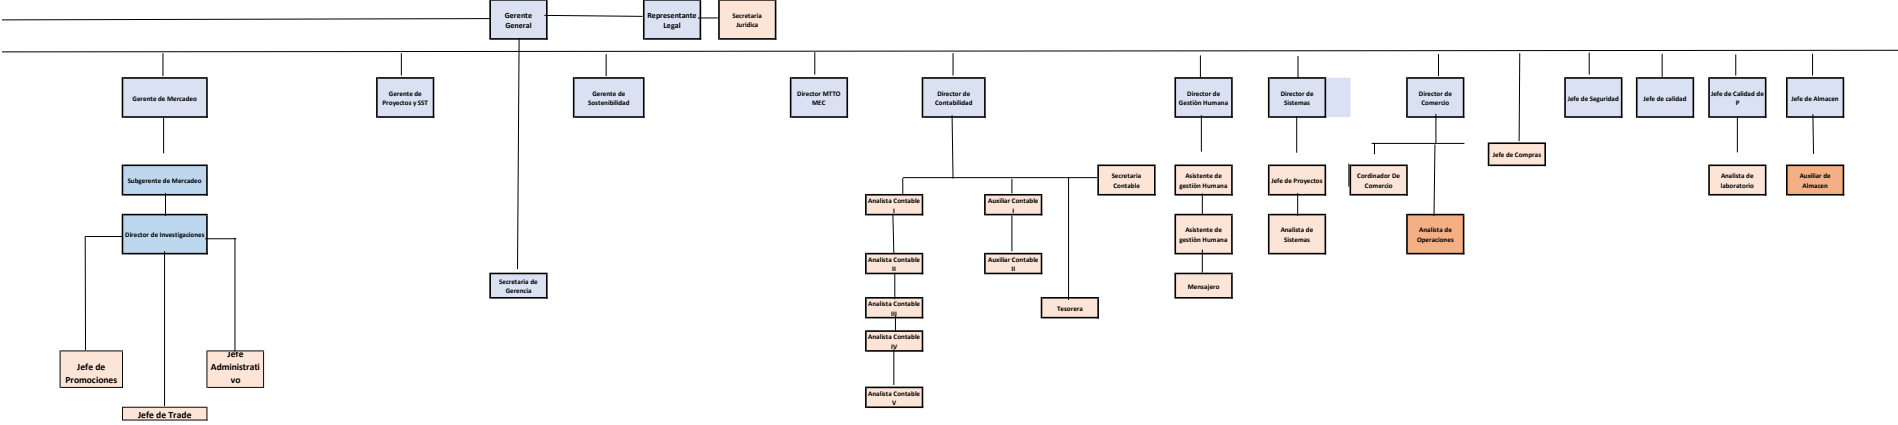 Gerente
General
Representante
Legal
Secretaria
Juridica
Gerente de Mercadeo
Gerente de
Proyectos y SST
Gerente de
Sostenibilidad
Director MTTO
MEC
Director de
Contabilidad
Director de
Gestiòn Humana
Director de
Sistemas
Director de
Comercio
Jefe de Seguridad
Jefe de calidad
Jefe de Calidad de
P
Jefe de Almacen
Jefe de Compras
Subgerente de Mercadeo
Secretaria
Contable
Asistente de
gestiòn Humana
Jefe de Proyectos
Cordinador De
Comercio
Analista de
laboratorio
Auxiliar de
Almacen
Analista Contable
I
Auxiliar Contable
I
Director de Investigaciones
Asistente de
gestiòn Humana
Analista de
Sistemas
Analista de
Operaciones
Analista Contable
II
Auxiliar Contable
II
Secretaria de
Gerencia
Mensajero
Analista Contable
III
Tesorera
Analista Contable
IV
Jefe de
Promociones
Jefe
Administrati
vo
Analista Contable
V
Jefe de Trade